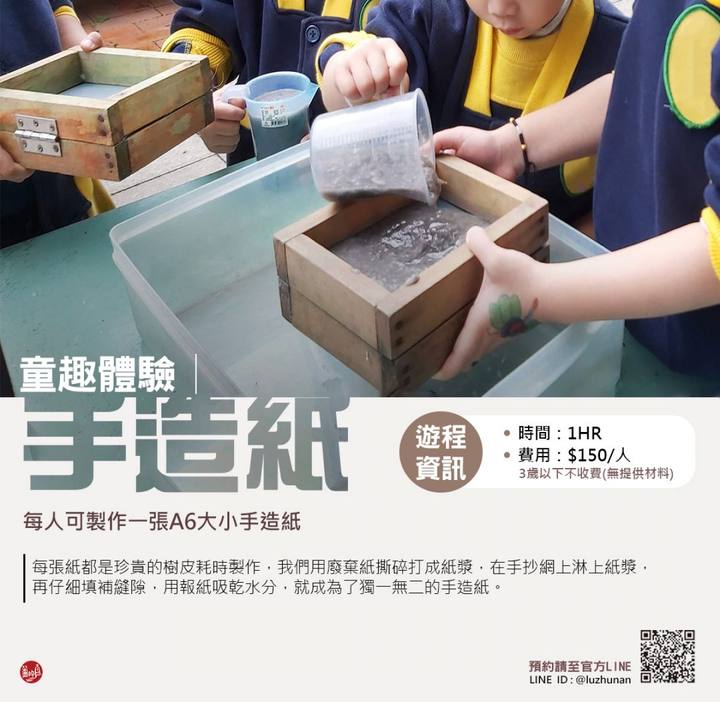 童趣體驗
手造紙
遊程
資訊
• 時間：1HR
• 費用：$150/人
3歲以下不收費(無提供材料)
每人可製作一張A6大小手造紙
每張紙都是珍貴的樹皮耗時製作，我們用廢棄紙撕碎打成紙漿，在手抄網上淋上紙漿，
再仔細填補縫隙，用報紙吸乾水分，就成為了獨一無二的手造紙。
預約請至官方LINE
LINE ID：@luzhunan